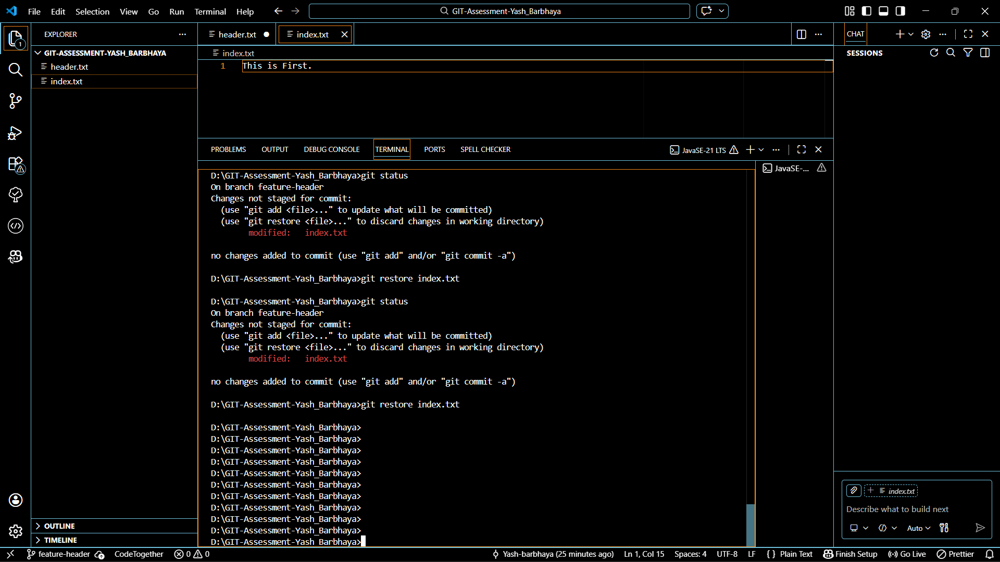 File Edit Selection View Go Run Terminal Help
GIT-Assessment-Yash_Barbhaya
EXPLORER
1
GIT-ASSESSMENT-YASH_BARBHAYA
header.txt
index.txt
OUTLINE
TIMELINE
header.txt
index.txt
index.txt
1 This is First.
PROBLEMS OUTPUT DEBUG CONSOLE TERMINAL PORTS SPELL CHECKER
JavaSE-21 LTS
JavaSE-...
D:\GIT-Assessment-Yash_Barbhaya>git status
On branch feature-header
Changes not staged for commit:
(use "git add <file>..." to update what will be committed)
(use "git restore <file>..." to discard changes in working directory)
modified: index.txt
no changes added to commit (use "git add" and/or "git commit -a")
D:\GIT-Assessment-Yash_Barbhaya>git restore index.txt
D:\GIT-Assessment-Yash_Barbhaya>git status
On branch feature-header
Changes not staged for commit:
(use "git add <file>..." to update what will be committed)
(use "git restore <file>..." to discard changes in working directory)
modified: index.txt
no changes added to commit (use "git add" and/or "git commit -a")
D:\GIT-Assessment-Yash_Barbhaya>git restore index.txt
D:\GIT-Assessment-Yash_Barbhaya>
D:\GIT-Assessment-Yash_Barbhaya>
D:\GIT-Assessment-Yash_Barbhaya>
D:\GIT-Assessment-Yash_Barbhaya>
D:\GIT-Assessment-Yash_Barbhaya>
D:\GIT-Assessment-Yash_Barbhaya>
D:\GIT-Assessment-Yash_Barbhaya>
D:\GIT-Assessment-Yash_Barbhaya>
D:\GIT-Assessment-Yash_Barbhaya>
D:\GIT-Assessment-Yash_Barbhaya>
D:\GIT-Assessment-Yash_Barbhaya>
CHAT
SESSIONS
index.txt
Describe what to build next
Auto
feature-header CodeTogether 0 0 Yash-barbhaya (25 minutes ago) Ln 1, Col 15 Spaces: 4 UTF-8 LF {} Plain Text Finish Setup Go Live Prettier